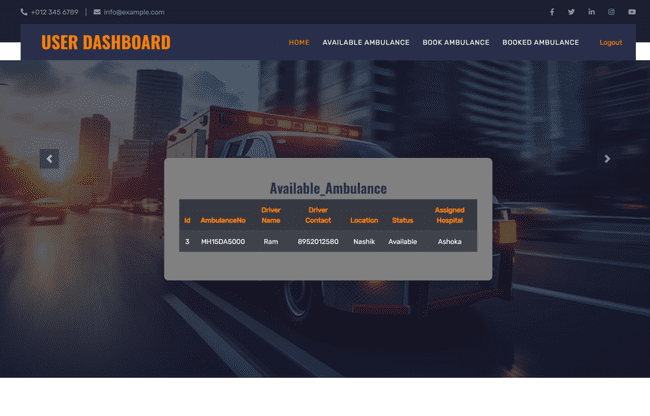 +012 345 6789 | info@example.com
USER DASHBOARD
HOME AVAILABLE AMBULANCE BOOK AMBULANCE BOOKED AMBULANCE Logout
Available_Ambulance
Id AmbulanceNo Driver Name Driver Contact Location Status Assigned Hospital
3 MH15DA5000 Ram 8952012580 Nashik Available Ashoka